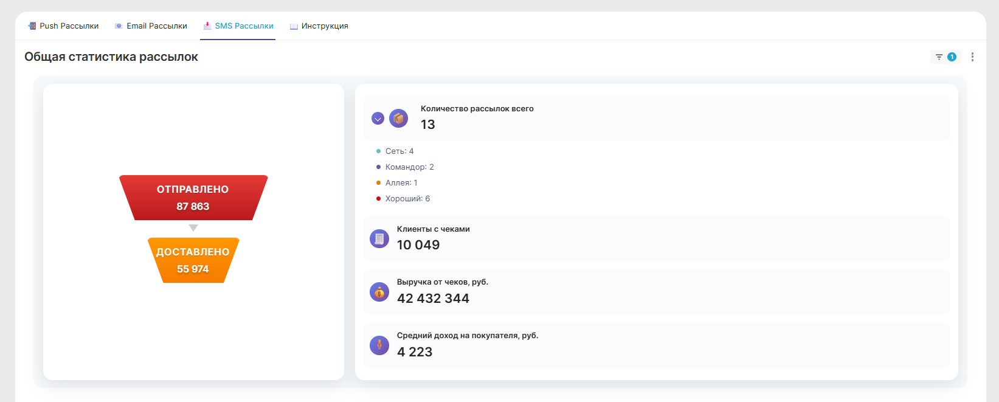 Push Рассылки
Email Рассылки
SMS Рассылки
Инструкция
Общая статистика рассылок
1
ОТПРАВЛЕНО
87 863
ДОСТАВЛЕНО
55 974
Количество рассылок всего
13
Сеть: 4
Командор: 2
Аллея: 1
Хороший: 6
Клиенты с чеками
10 049
Выручка от чеков, руб.
42 432 344
Средний доход на покупателя, руб.
4 223